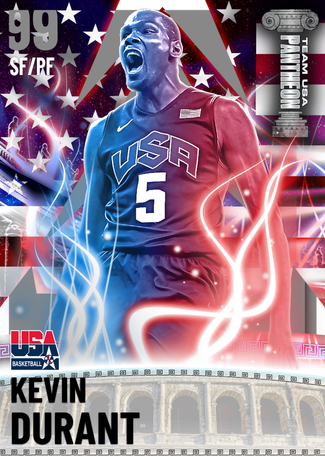 99
SF/PF
TEAM USA
PANTHEON
USA
5
USA
BASKETBALL
KEVIN
DURANT